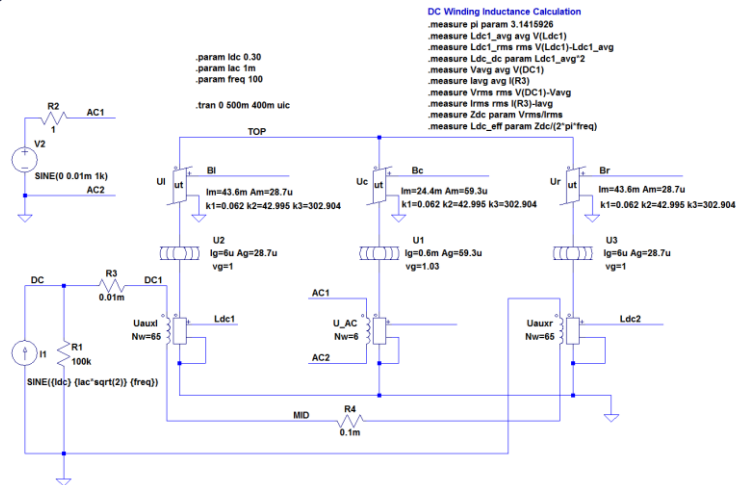 DC Winding Inductance Calculation
.measure pi param 3.1415926
.measure Ldc1_avg avg V(Ldc1)
.measure Ldc1_rms rms V(Ldc1)-Ldc1_avg
.measure Ldc_dc param Ldc1_avg*2
.measure Vavg avg V(DC1)
.measure Iavg avg I(R3)
.measure Vrms rms V(DC1)-Vavg
.measure Irms rms I(R3)-Iavg
.measure Zdc param Vrms/Irms
.measure Ldc_eff param Zdc/(2*pi*freq)
.param Idc 0.30
.param Iac 1m
.param freq 100
.tran 0 500m 400m uic
R2
AC1
1
V2
SINE(0 0.01m 1k)
AC2
TOP
Ul
ut
Bl
lm=43.6m Am=28.7u
k1=0.062 k2=42.995 k3=302.904
Uc
ut
Bc
lm=24.4m Am=59.3u
k1=0.062 k2=42.995 k3=302.904
Ur
ut
Br
lm=43.6m Am=28.7u
k1=0.062 k2=42.995 k3=302.904
U2
lg=6u Ag=28.7u
vg=1
U1
lg=0.6m Ag=59.3u
vg=1.03
U3
lg=6u Ag=28.7u
vg=1
DC
R3
DC1
0.01m
Uauxl
Nw=65
Ldc1
AC1
U_AC
Nw=6
AC2
Uauxr
Nw=65
Ldc2
I1
R1
100k
SINE({Idc} {Iac*sqrt(2)} {freq})
MID
R4
0.1m